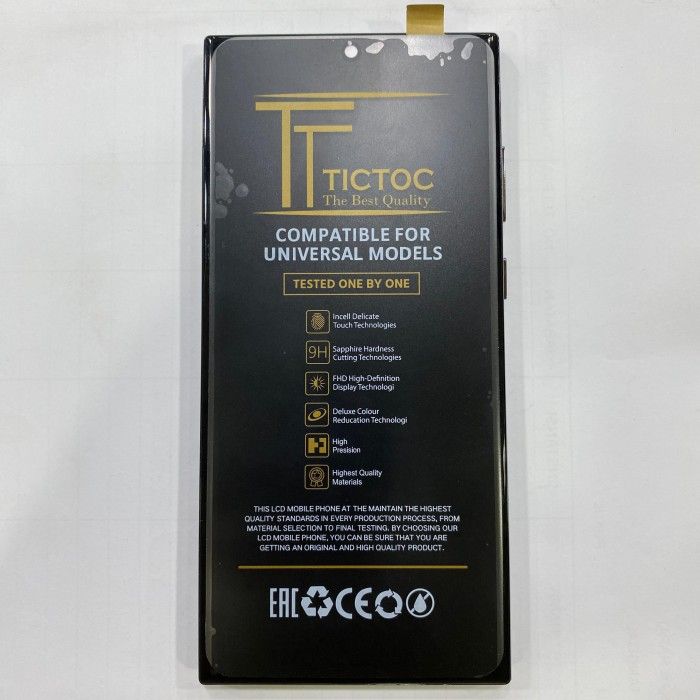 TT
TICTOC
The Best Quality
COMPATIBLE FOR
UNIVERSAL MODELS
TESTED ONE BY ONE
Incell Delicate
Touch Technologies
9H
Sapphire Hardness
Cutting Technologies
FHD High-Definition
Display Technologi
Deluxe Colour
Reducation Technologi
High
Presision
Highest Quality
Materials
THIS LCD MOBILE PHONE AT THE MAINTAIN THE HIGHEST
QUALITY STANDARDS IN EVERY PRODUCTION PROCESS, FROM
MATERIAL SELECTION TO FINAL TESTING. BY CHOOSING OUR
LCD MOBILE PHONE, YOU CAN BE SURE THAT YOU ARE
GETTING AN ORIGINAL AND HIGH QUALITY PRODUCT.
EAC CE